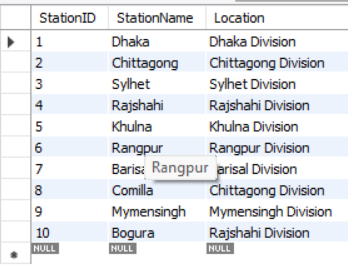 StationID StationName Location
1 Dhaka Dhaka Division
2 Chittagong Chittagong Division
3 Sylhet Sylhet Division
4 Rajshahi Rajshahi Division
5 Khulna Khulna Division
6 Rangpur Rangpur Division
7 Barisa Rangpur arisal Division
8 Comilla Chittagong Division
9 Mymensingh Mymensingh Division
10 Bogura Rajshahi Division
NULL NULL NULL